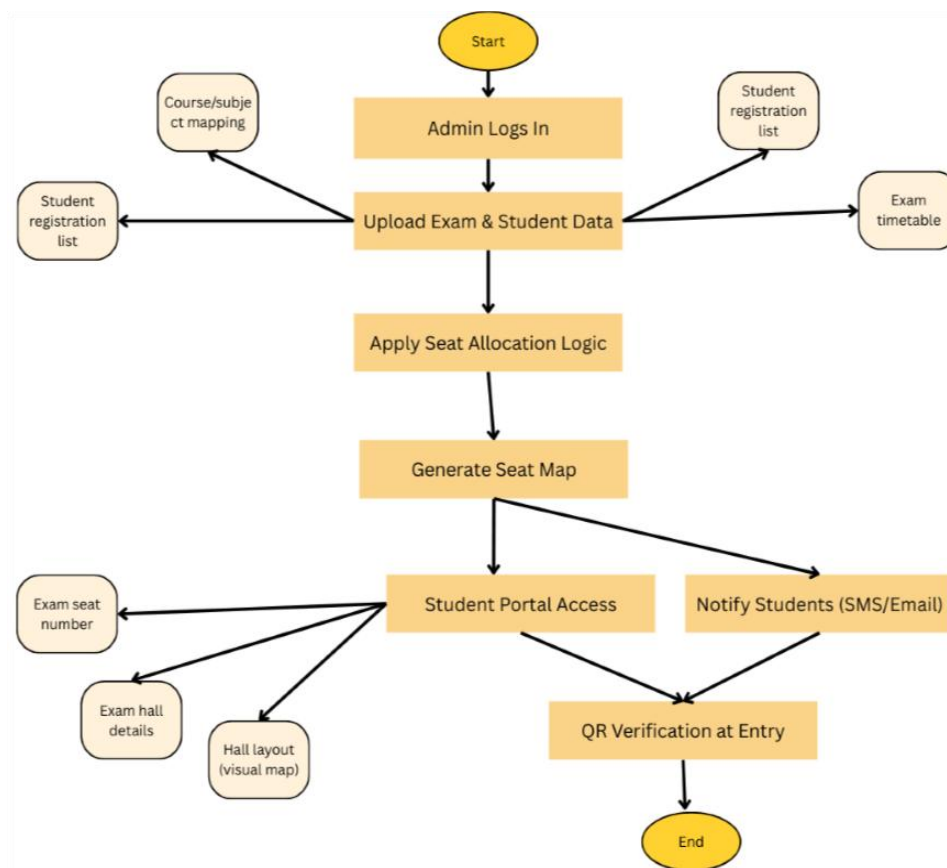 Start
Course/subje
ct mapping
Student
registration
list
Admin Logs In
Student
registration
list
Upload Exam & Student Data
Exam
timetable
Apply Seat Allocation Logic
Generate Seat Map
Exam seat
number
Student Portal Access
Notify Students (SMS/Email)
Exam hall
details
Hall layout
(visual map)
QR Verification at Entry
End